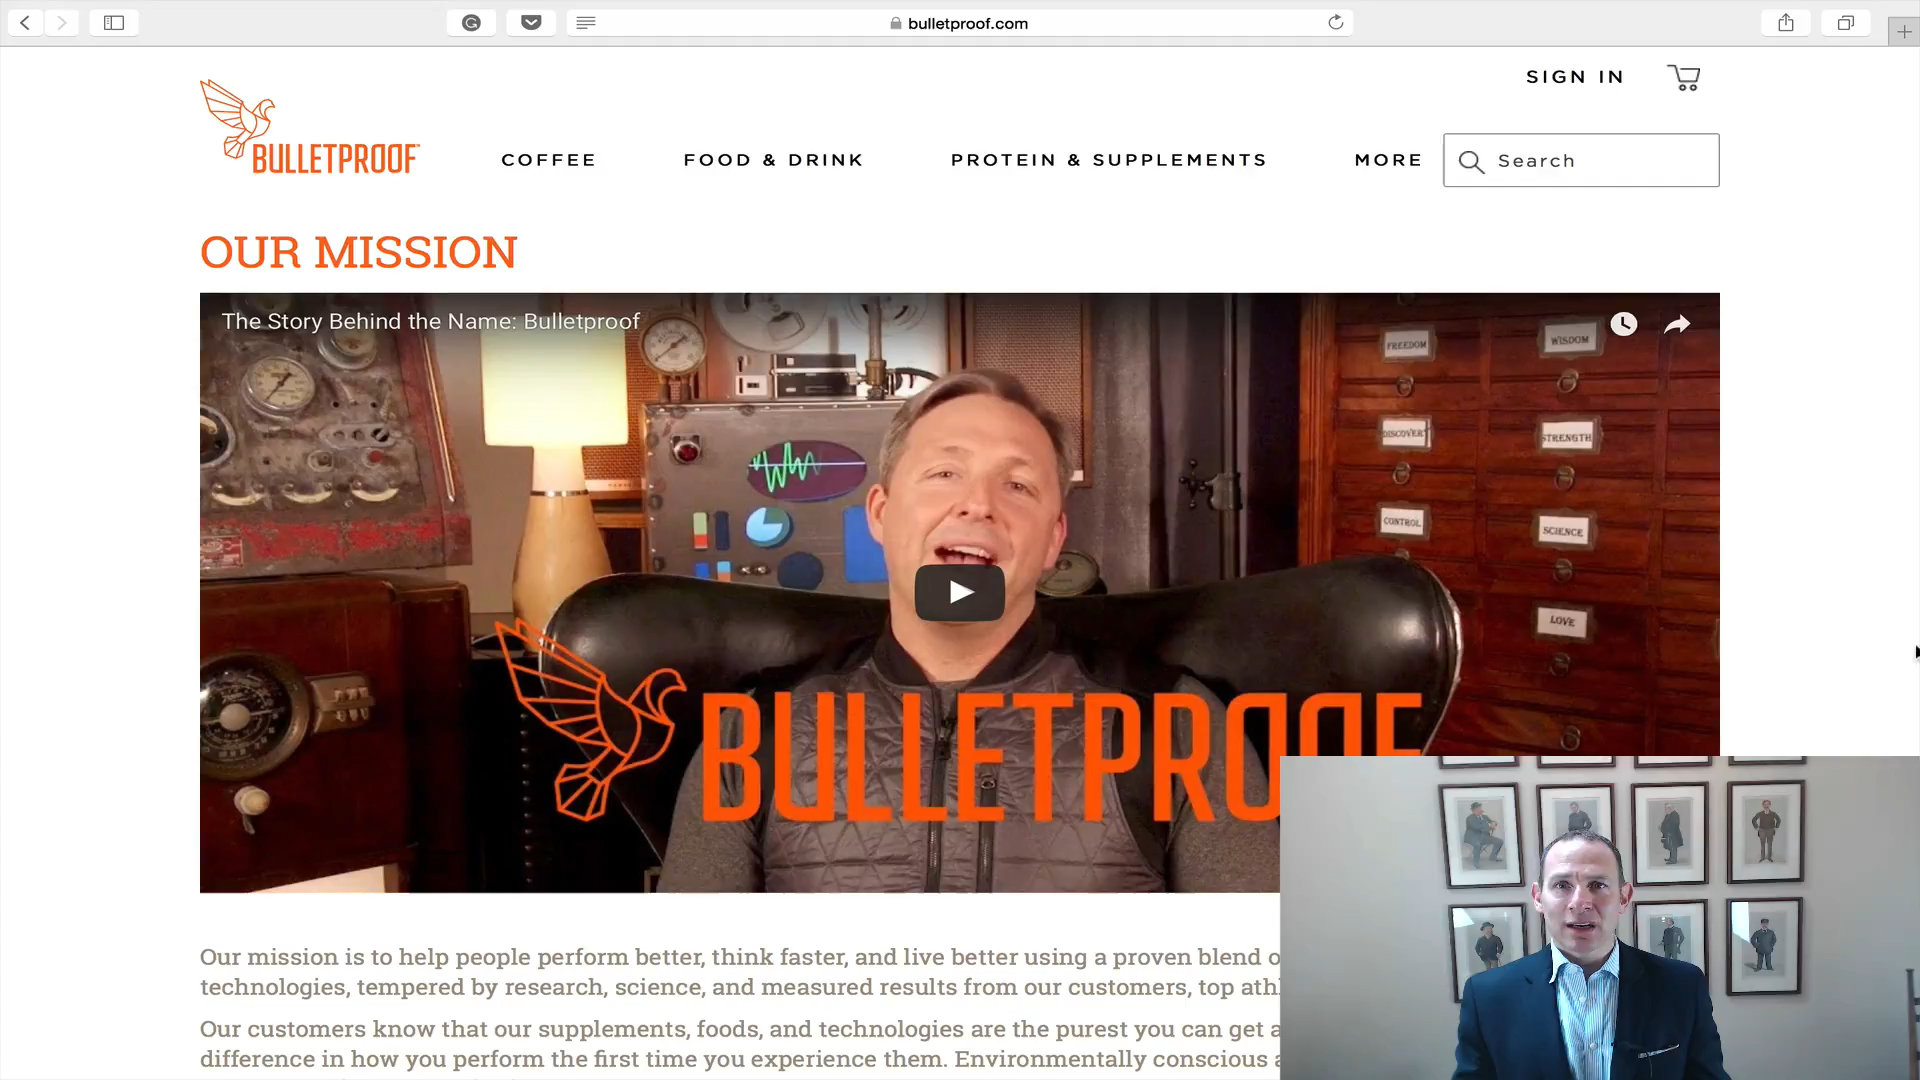 bulletproof.com
SIGN IN
BULLETPROOF
COFFEE
FOOD & DRINK
PROTEIN & SUPPLEMENTS
MORE
Search
OUR MISSION
The Story Behind the Name: Bulletproof
FREEDOM
WISDOM
DISCOVERY
STRENGTH
CONTROL
SCIENCE
LOVE
BULLETPROOF
Our mission is to help people perform better, think faster, and live better using a proven blend
technologies, tempered by research, science, and measured results from our customers, top
Our customers know that our supplements, foods, and technologies are the purest you can get
difference in how you perform the first time you experience them. Environmentally conscious